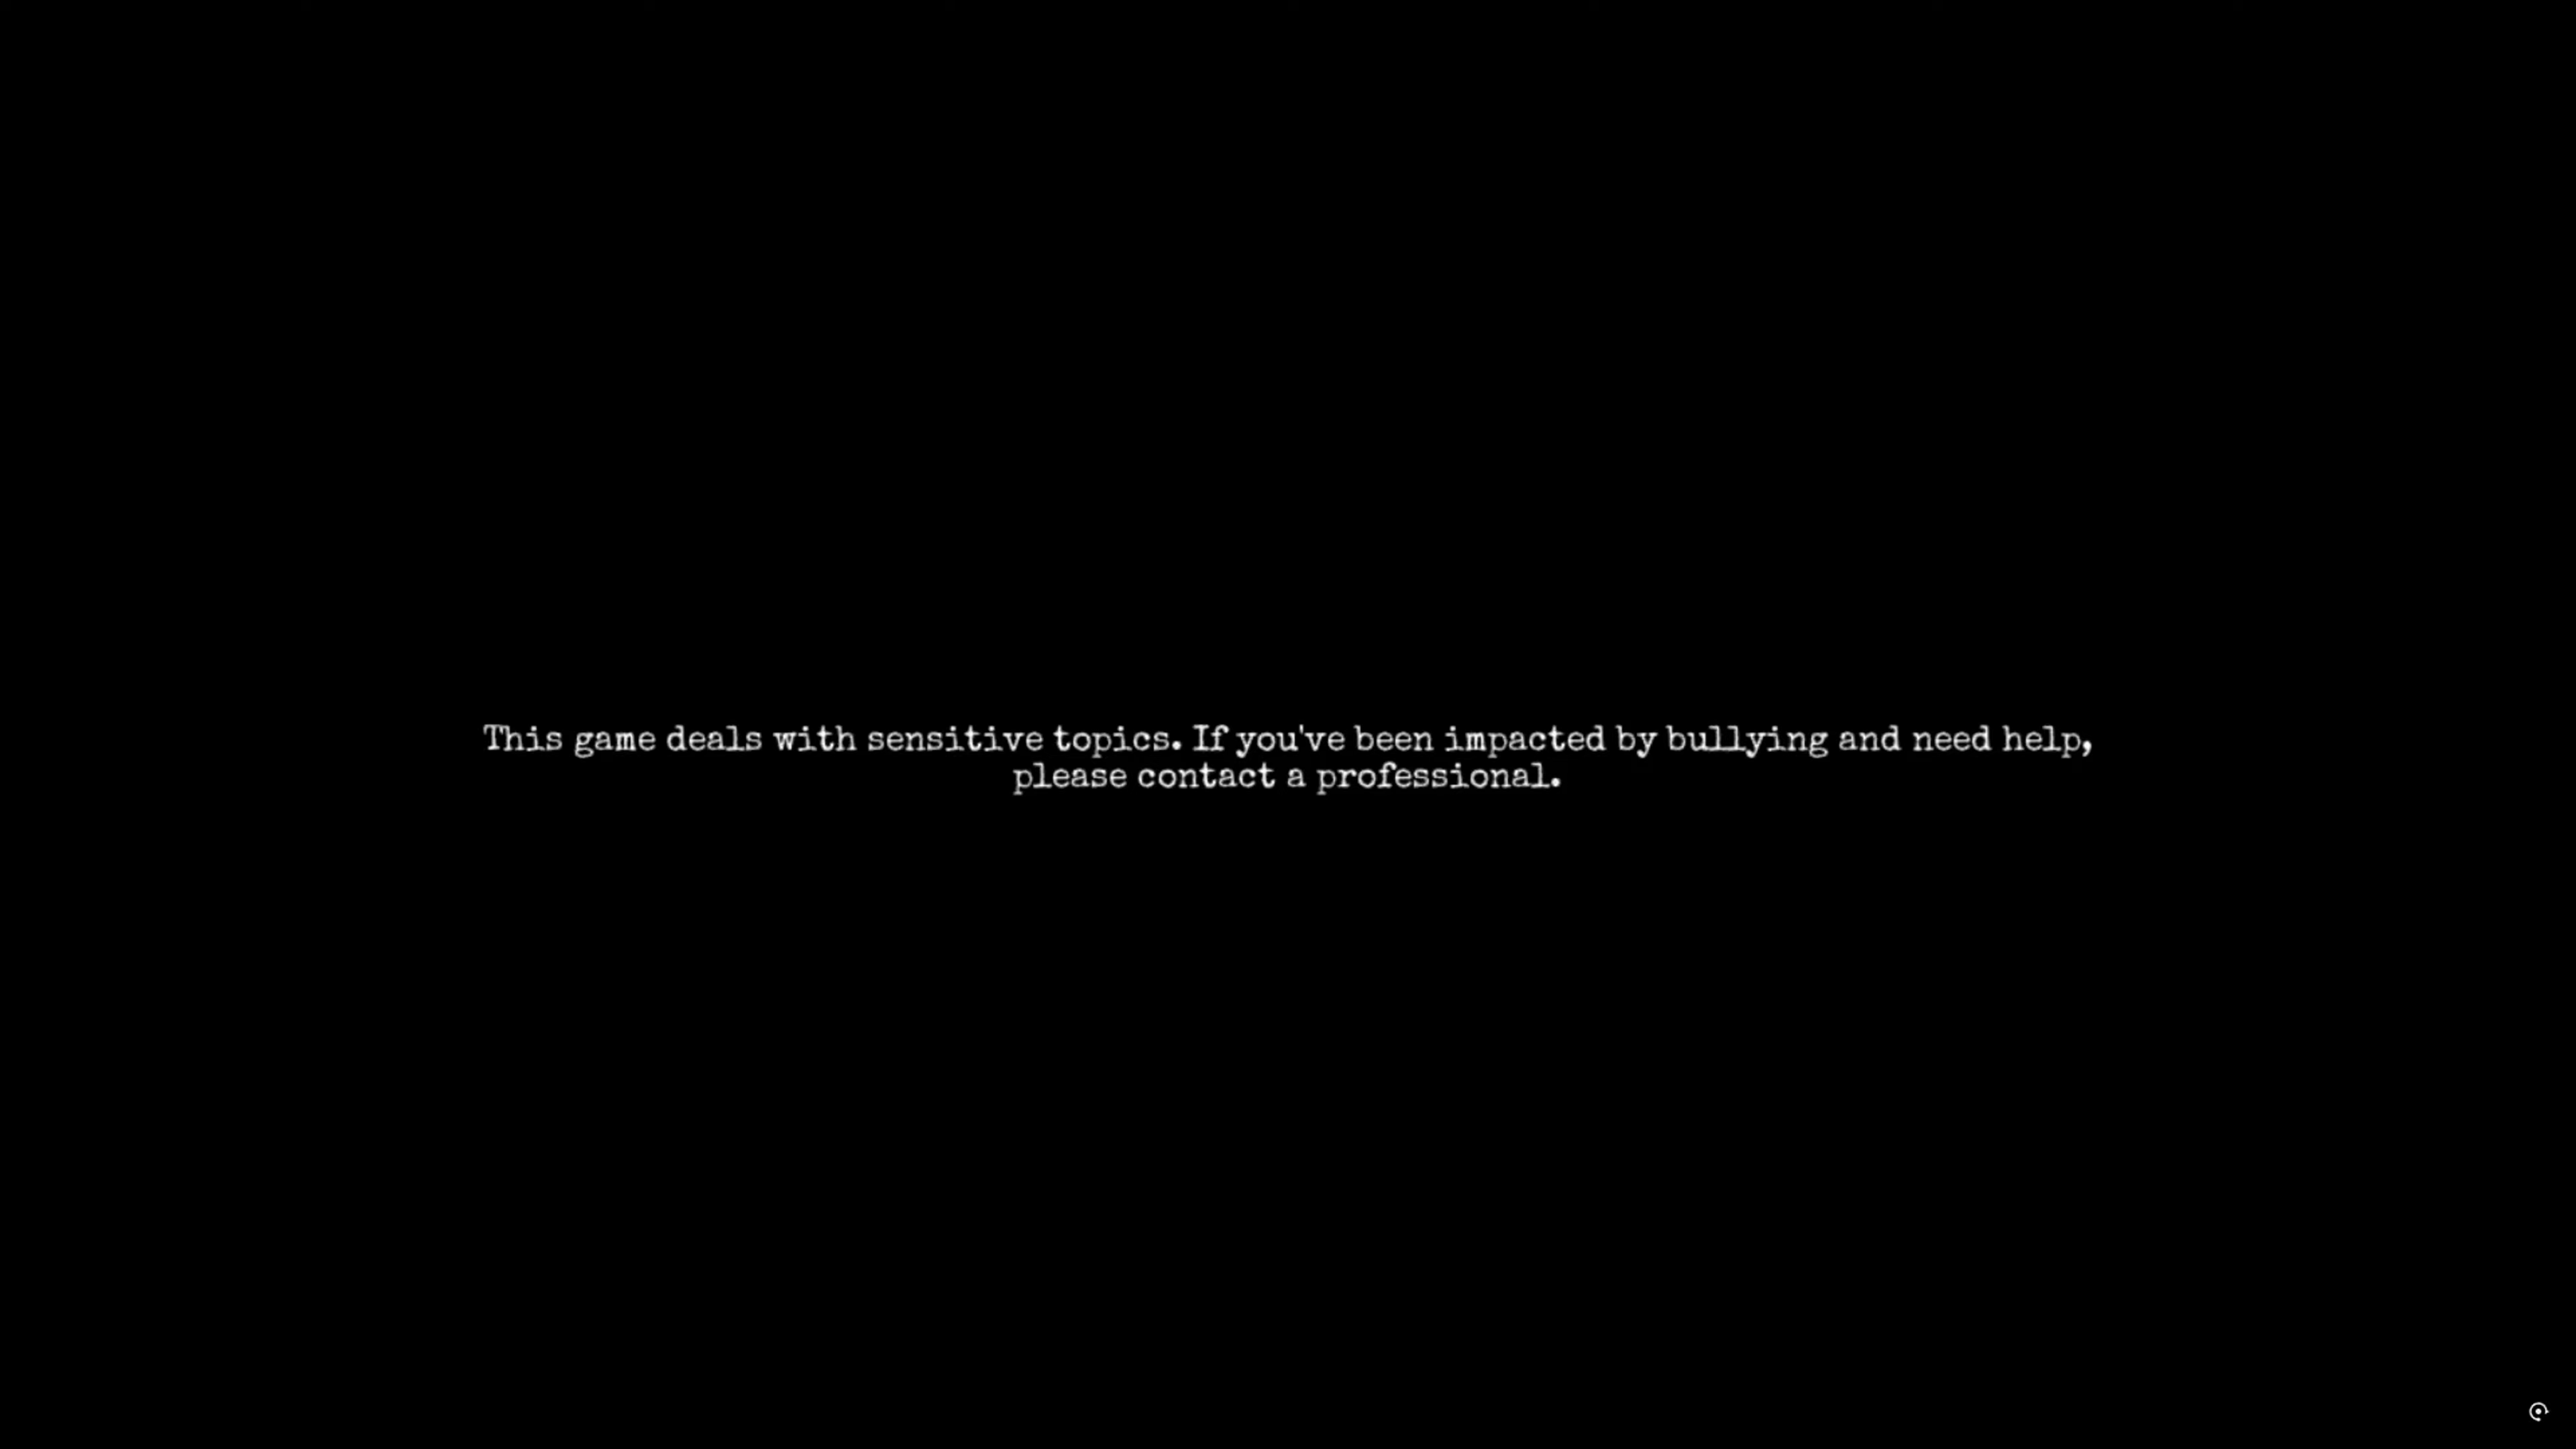 This game deals with sensitive topics. If you've been impacted by bullying and need help,
please contact a professional.